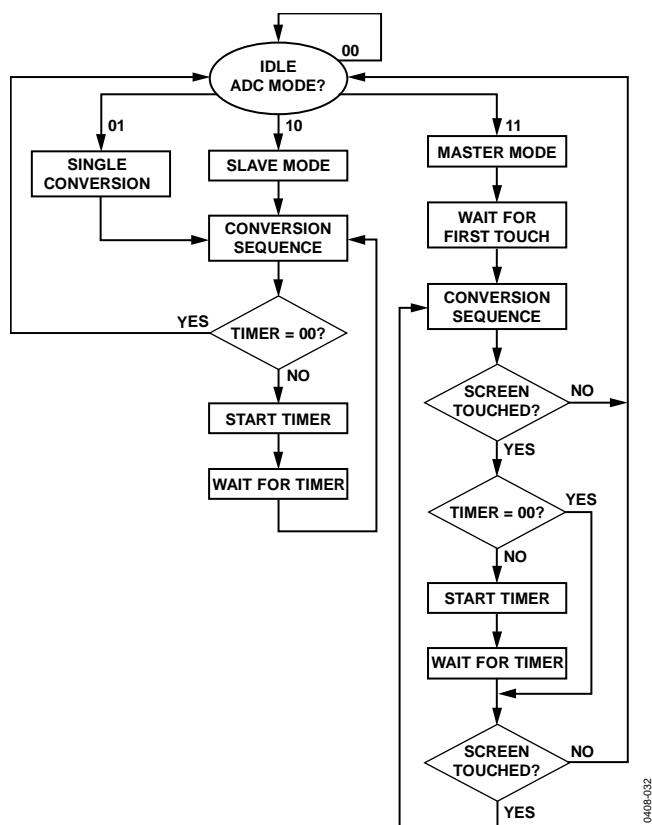 00
IDLE
ADC MODE?
01
10
11
SINGLE
CONVERSION
SLAVE MODE
MASTER MODE
WAIT FOR
FIRST TOUCH
CONVERSION
SEQUENCE
CONVERSION
SEQUENCE
YES
TIMER = 00?
NO
SCREEN
TOUCHED?
NO
START TIMER
YES
WAIT FOR TIMER
TIMER = 00?
YES
NO
START TIMER
WAIT FOR TIMER
SCREEN
TOUCHED?
NO
YES
0408-032